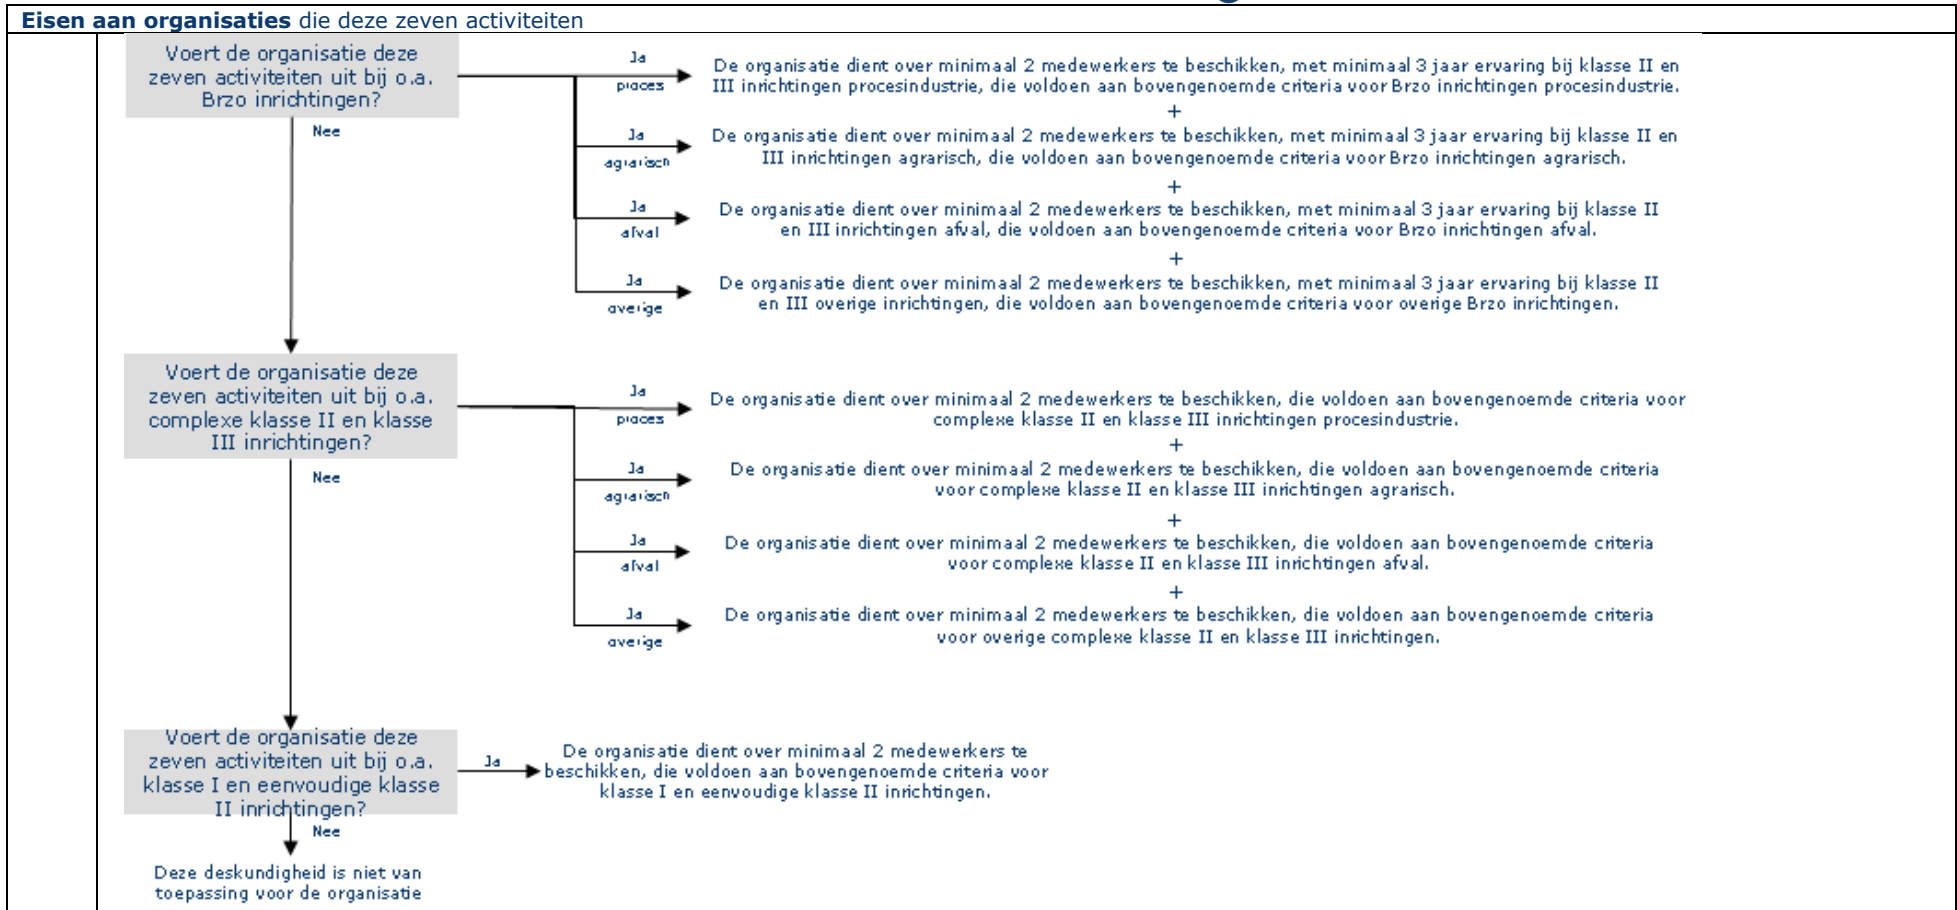 Eisen aan organisaties die deze zeven activiteiten
Voert de organisatie deze
zeven activiteiten uit bij o.a.
Brzo inrichtingen?
Ja
proces
De organisatie dient over minimaal 2 medewerkers te beschikken, met minimaal 3 jaar ervaring bij klasse II en
III inrichtingen procesindustrie, die voldoen aan bovengenoemde criteria voor Brzo inrichtingen procesindustrie.
+
Nee
Ja
agrarisch
De organisatie dient over minimaal 2 medewerkers te beschikken, met minimaal 3 jaar ervaring bij klasse II en
III inrichtingen agrarisch, die voldoen aan bovengenoemde criteria voor Brzo inrichtingen agrarisch.
+
Ja
afval
De organisatie dient over minimaal 2 medewerkers te beschikken, met minimaal 3 jaar ervaring bij klasse II
en III inrichtingen afval, die voldoen aan bovengenoemde criteria voor Brzo inrichtingen afval.
+
Ja
overige
De organisatie dient over minimaal 2 medewerkers te beschikken, met minimaal 3 jaar ervaring bij klasse II
en III overige inrichtingen, die voldoen aan bovengenoemde criteria voor overige Brzo inrichtingen.
Voert de organisatie deze
zeven activiteiten uit bij o.a.
complexe klasse II en klasse
III inrichtingen?
Ja
proces
De organisatie dient over minimaal 2 medewerkers te beschikken, die voldoen aan bovengenoemde criteria voor
complexe klasse II en klasse III inrichtingen procesindustrie.
+
Nee
Ja
agrarisch
De organisatie dient over minimaal 2 medewerkers te beschikken, die voldoen aan bovengenoemde criteria
voor complexe klasse II en klasse III inrichtingen agrarisch.
+
Ja
afval
De organisatie dient over minimaal 2 medewerkers te beschikken, die voldoen aan bovengenoemde criteria
voor complexe klasse II en klasse III inrichtingen afval.
+
Ja
overige
De organisatie dient over minimaal 2 medewerkers te beschikken, die voldoen aan bovengenoemde criteria
voor overige complexe klasse II en klasse III inrichtingen.
Voert de organisatie deze
zeven activiteiten uit bij o.a.
klasse I en eenvoudige klasse
II inrichtingen?
Ja
De organisatie dient over minimaal 2 medewerkers te
beschikken, die voldoen aan bovengenoemde criteria voor
klasse I en eenvoudige klasse II inrichtingen.
Nee
Deze deskundigheid is niet van
toepassing voor de organisatie